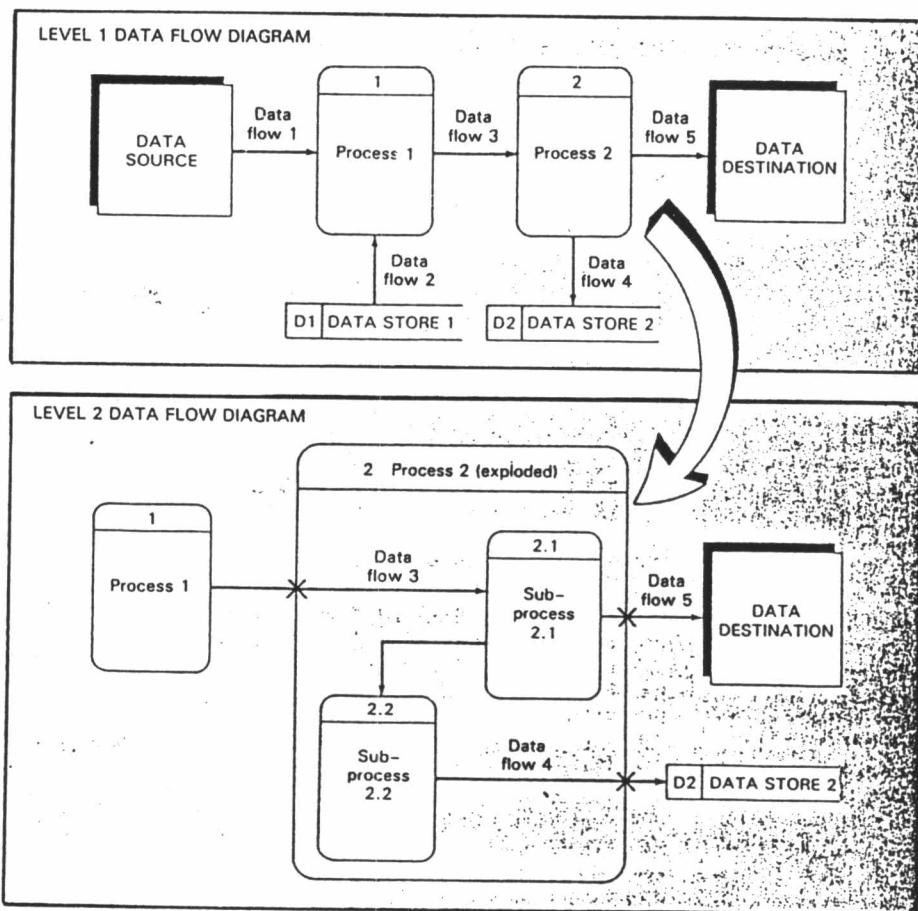 LEVEL 1 DATA FLOW DIAGRAM
DATA
SOURCE
Data
flow 1
1
Process 1
Data
flow 3
2
Process 2
Data
flow 5
DATA
DESTINATION
Data
flow 2
Data
flow 4
D1 DATA STORE 1
D2 DATA STORE 2
LEVEL 2 DATA FLOW DIAGRAM
2 Process 2 (exploded)
1
Process 1
Data
flow 3
2.1
Sub-
process
2.1
Data
flow 5
DATA
DESTINATION
2.2
Sub-
process
2.2
Data
flow 4
D2 DATA STORE 2